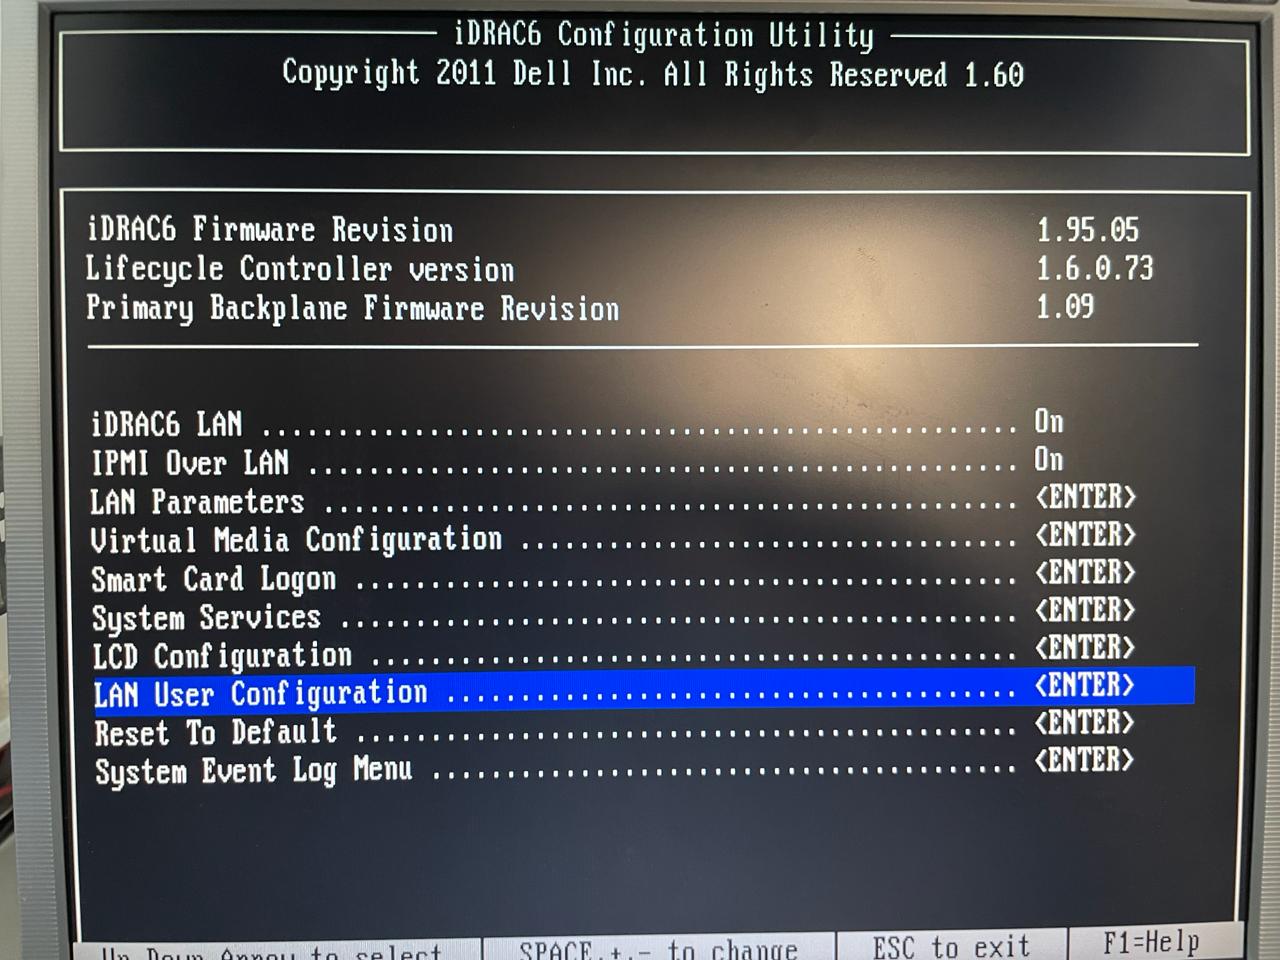 iDRAC6 Configuration Utility
Copyright 2011 Dell Inc. All Rights Reserved 1.60
iDRAC6 Firmware Revision 1.95.05
Lifecycle Controller version 1.6.0.73
Primary Backplane Firmware Revision 1.09
iDRAC6 LAN ................................................. On
IPMI Over LAN .............................................. On
LAN Parameters ............................................. <ENTER>
Virtual Media Configuration ................................ <ENTER>
Smart Card Logon ........................................... <ENTER>
System Services ............................................ <ENTER>
LCD Configuration .......................................... <ENTER>
LAN User Configuration ..................................... <ENTER>
Reset To Default ........................................... <ENTER>
System Event Log Menu ...................................... <ENTER>
Up Down Arrow to select SPACE,+,- to change ESC to exit F1=Help